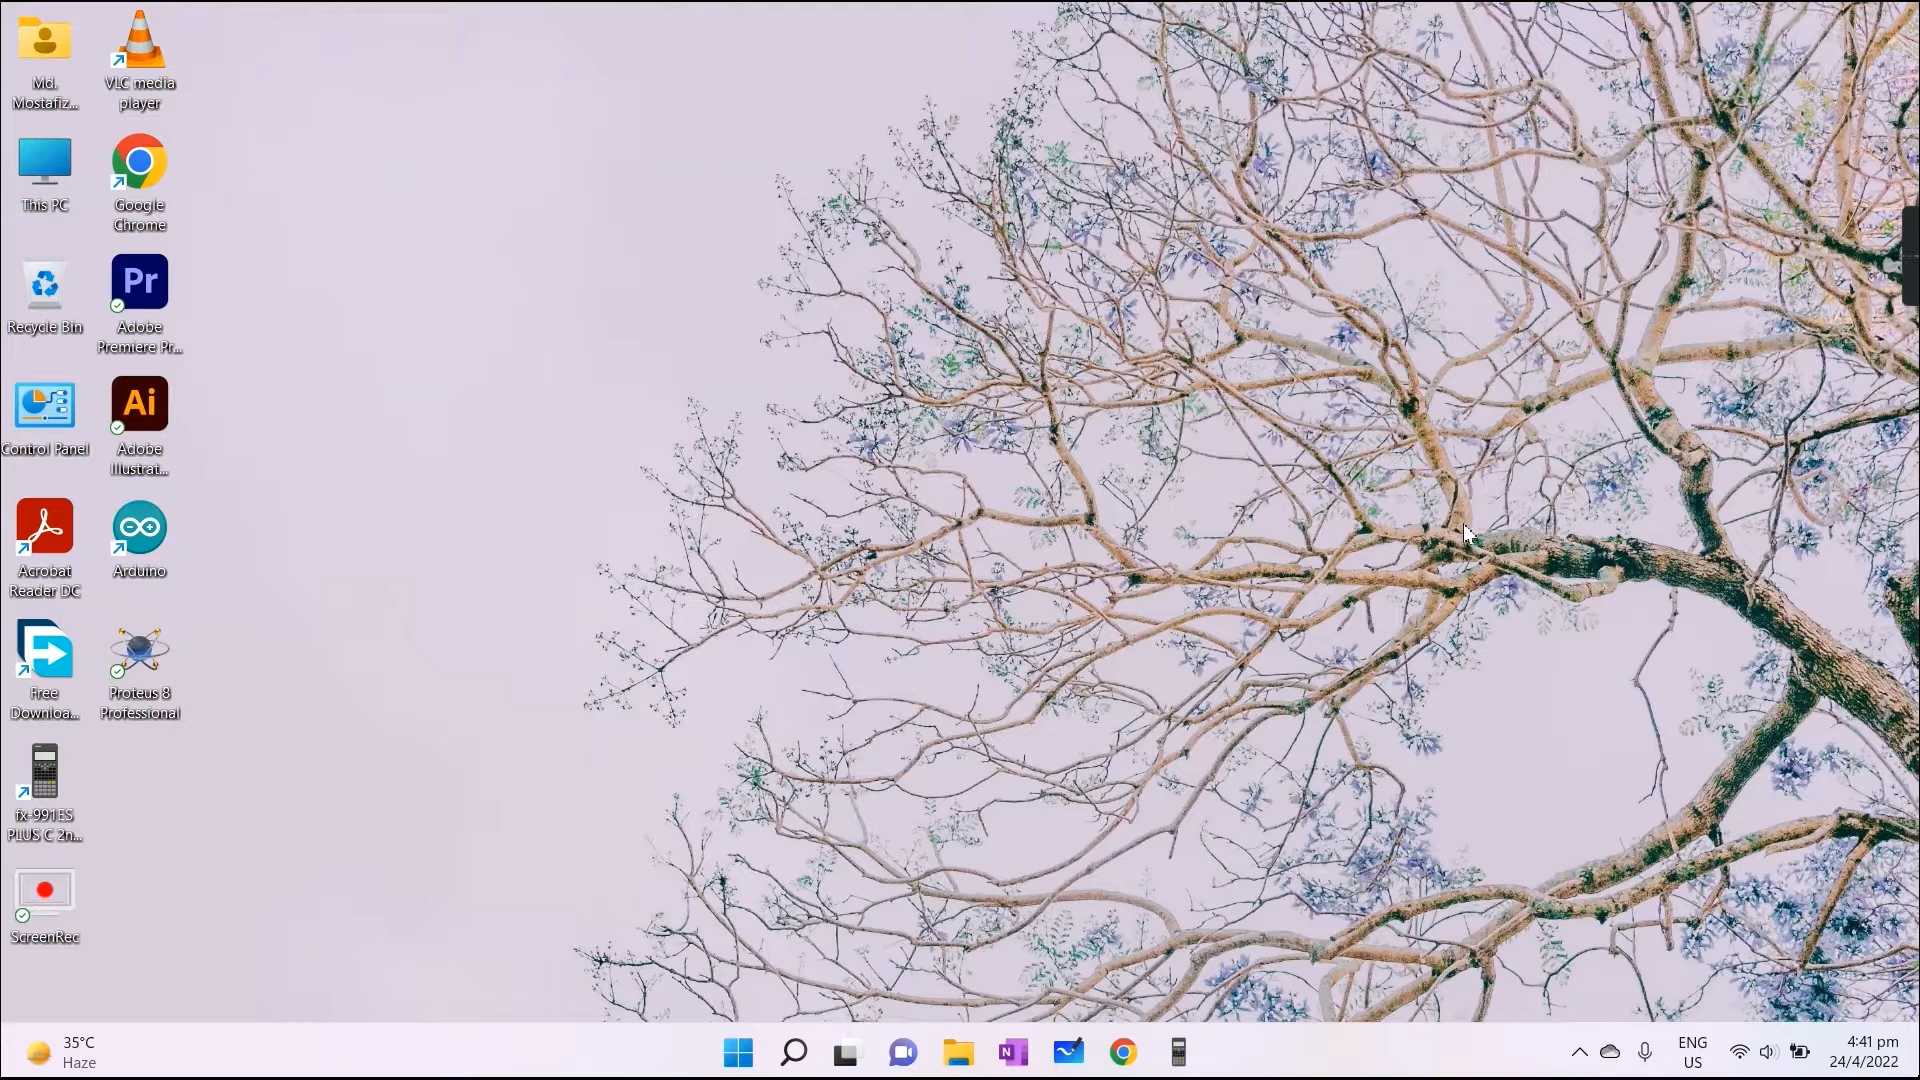 Md.
Mostafiz...
VLC media
player
This PC
Google
Chrome
Recycle Bin
Pr
Adobe
Premiere Pr...
Control Panel
Ai
Adobe
Illustrat...
Acrobat
Reader DC
Arduino
Free
Downloa...
Proteus 8
Professional
fx-991ES
PLUS C 2n...
ScreenRec
35°C
Haze
N
ENG
US
4:41 pm
24/4/2022